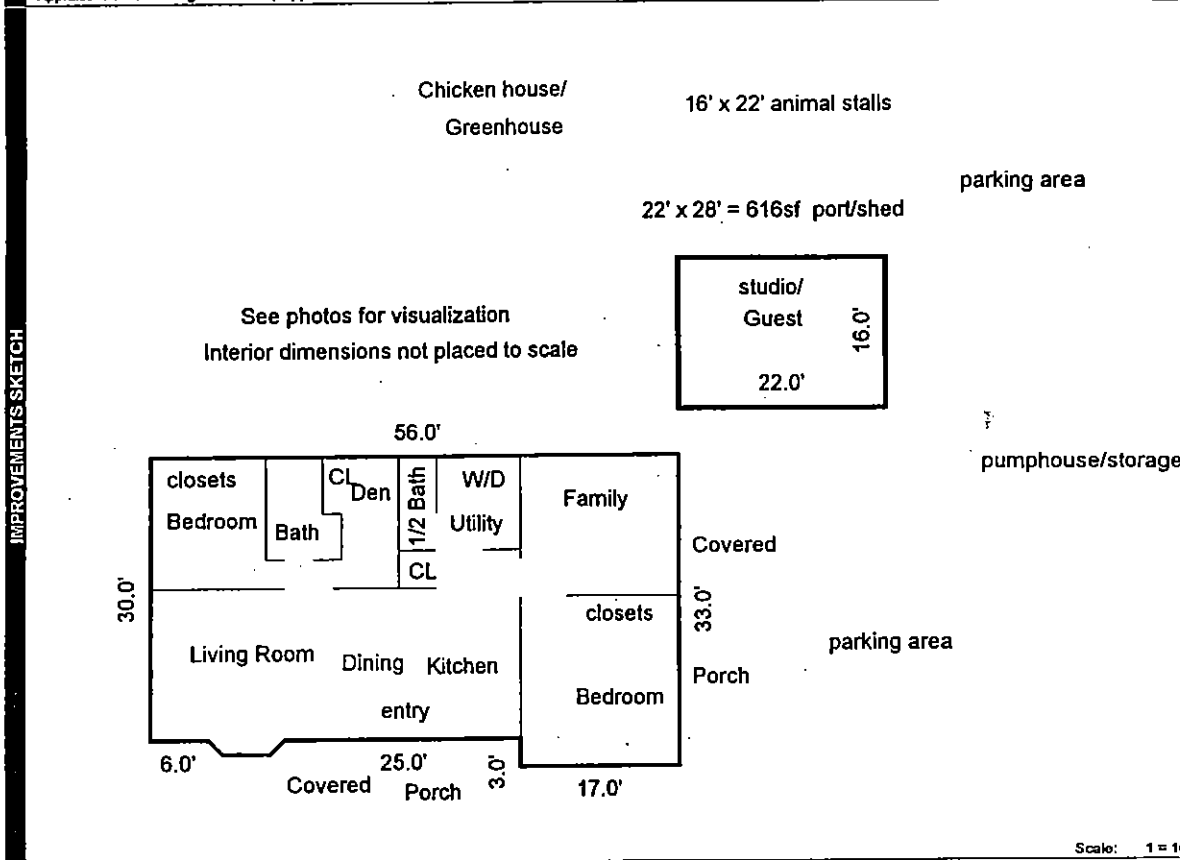 Chicken house/
Greenhouse
16' x 22' animal stalls
parking area
22' x 28' = 616sf port/shed
studio/
Guest
16.0'
22.0'
See photos for visualization
Interior dimensions not placed to scale
IMPROVEMENTS SKETCH
pumphouse/storage
56.0'
closets
Bedroom
Bath
CL
Den
1/2 Bath
W/D
Utility
Family
CL
Covered
30.0'
33.0'
closets
Living Room
Dining
Kitchen
entry
Bedroom
Porch
parking area
6.0'
25.0'
3.0'
17.0'
Covered
Porch
Scale: 1 =